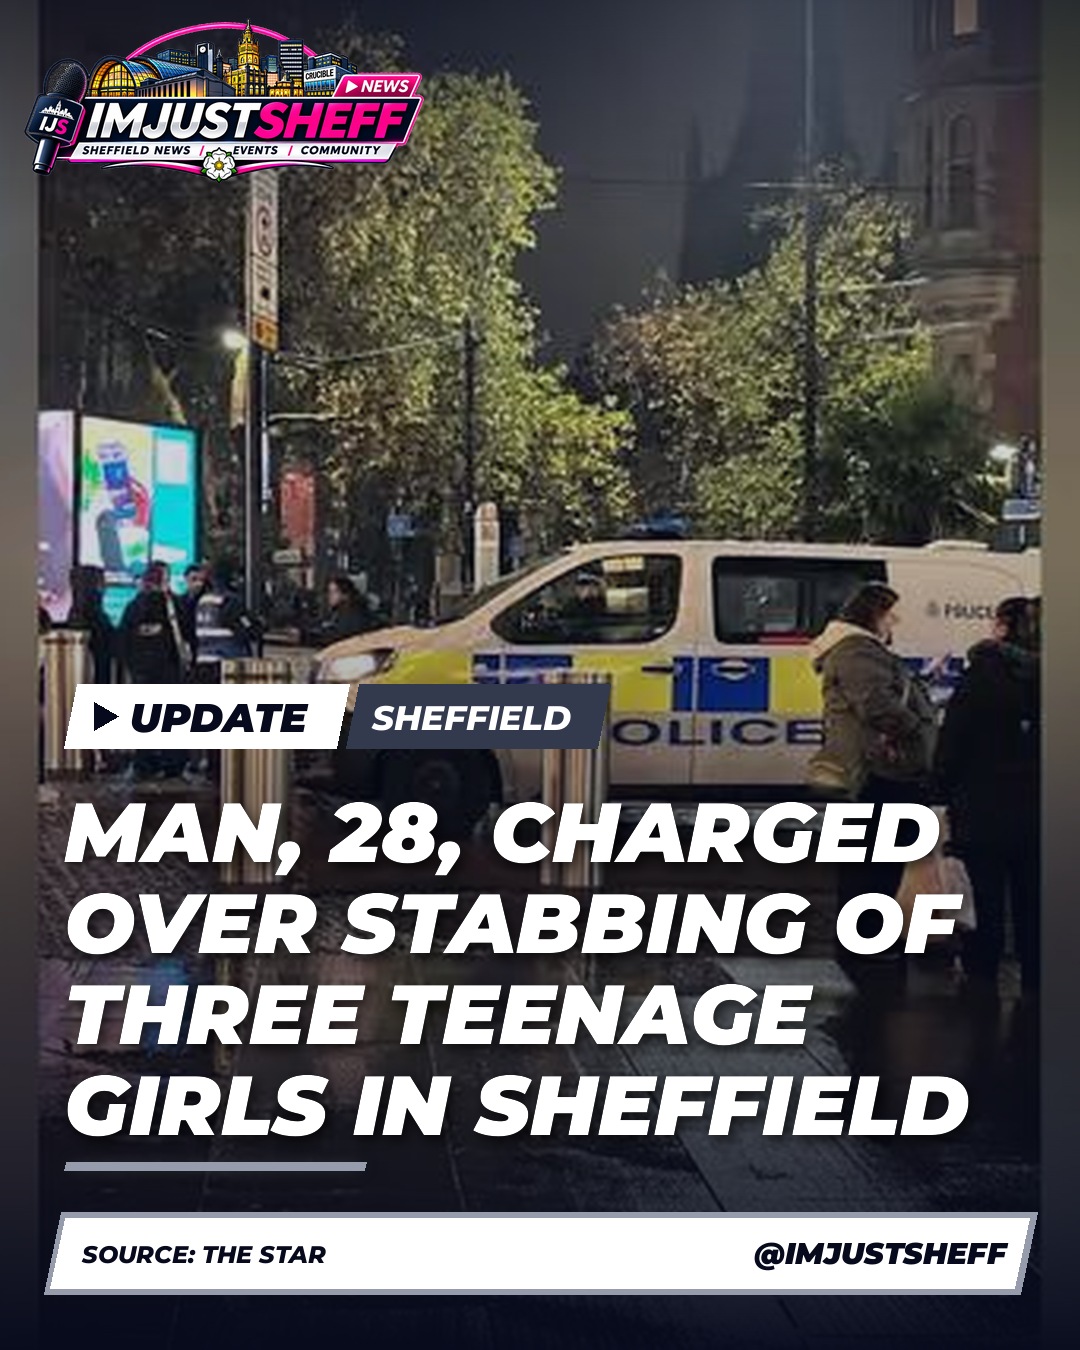 CRUCIBLE
NEWS
IJS
IMJUSTSHEFF
SHEFFIELD NEWS / EVENTS / COMMUNITY
POLICE
UPDATE
SHEFFIELD
OLICE
MAN, 28, CHARGED
OVER STABBING OF
THREE TEENAGE
GIRLS IN SHEFFIELD
SOURCE: THE STAR
@IMJUSTSHEFF